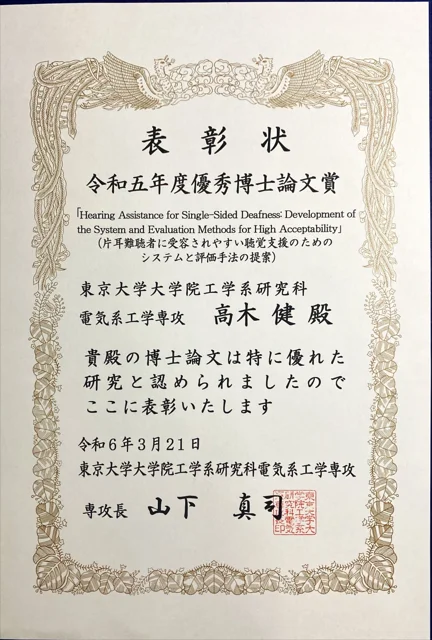 表彰状
令和五年度優秀博士論文賞
「Hearing Assistance for Single-Sided Deafness: Development of
the System and Evaluation Methods for High Acceptability」
（片耳難聴者に受容されやすい聴覚支援のための
システムと評価手法の提案）
東京大学大学院工学系研究科
電気系工学専攻 高木 健 殿
貴殿の博士論文は特に優れた
研究と認められましたので
ここに表彰いたします
令和6年3月21日
東京大学大学院工学系研究科電気系工学専攻
専攻長 山下 真司